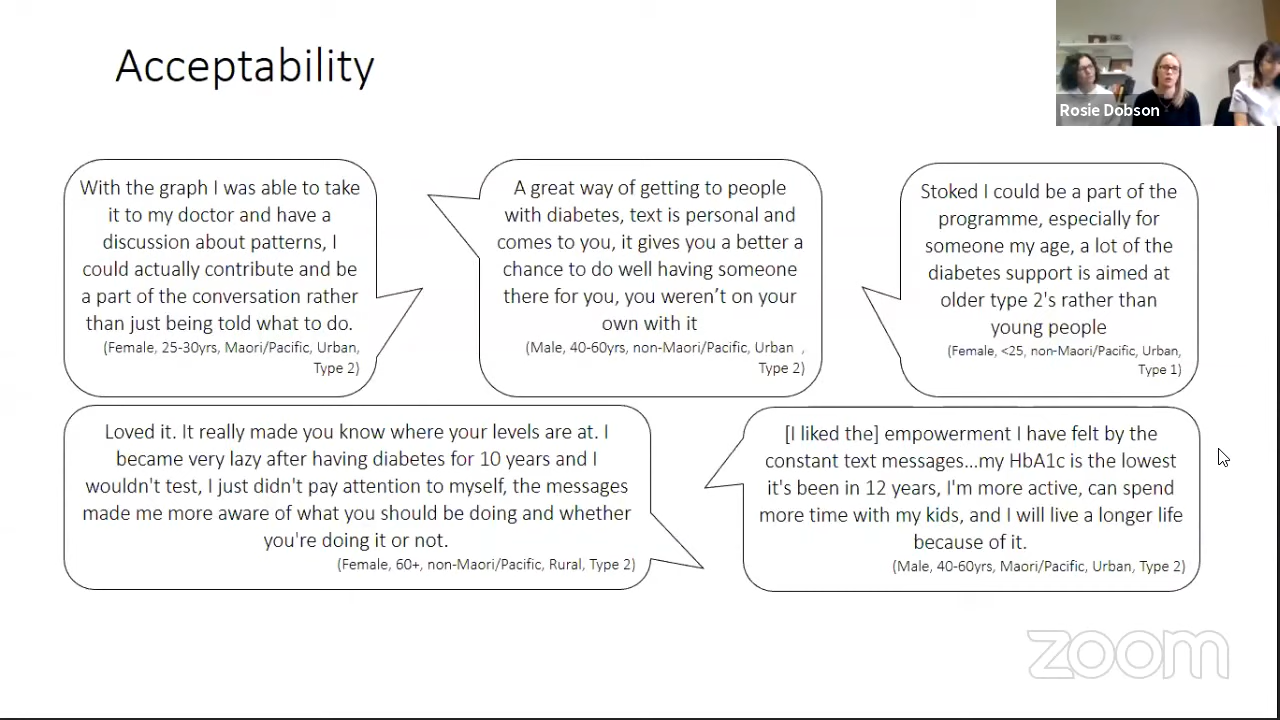 Acceptability
Rosie Dobson
With the graph I was able to take
it to my doctor and have a
discussion about patterns, I
could actually contribute and be
a part of the conversation rather
than just being told what to do.
(Female, 25-30yrs, Maori/Pacific, Urban,
Type 2)
A great way of getting to people
with diabetes, text is personal and
comes to you, it gives you a better a
chance to do well having someone
there for you, you weren’t on your
own with it
(Male, 40-60yrs, non-Maori/Pacific, Urban ,
Type 2)
Stoked I could be a part of the
programme, especially for
someone my age, a lot of the
diabetes support is aimed at
older type 2's rather than
young people
(Female, <25, non-Maori/Pacific, Urban,
Type 1)
Loved it. It really made you know where your levels are at. I
became very lazy after having diabetes for 10 years and I
wouldn't test, I just didn't pay attention to myself, the messages
made me more aware of what you should be doing and whether
you're doing it or not.
(Female, 60+, non-Maori/Pacific, Rural, Type 2)
[I liked the] empowerment I have felt by the
constant text messages...my HbA1c is the lowest
it's been in 12 years, I'm more active, can spend
more time with my kids, and I will live a longer life
because of it.
(Male, 40-60yrs, Maori/Pacific, Urban, Type 2)
zoom